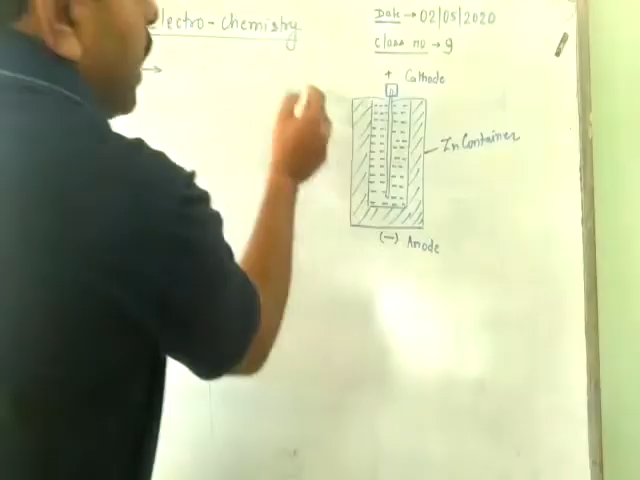 lectro-chemistry
Date → 02/05/2020
Class no → 9
+ Cathode
Zn Container
(−) Anode